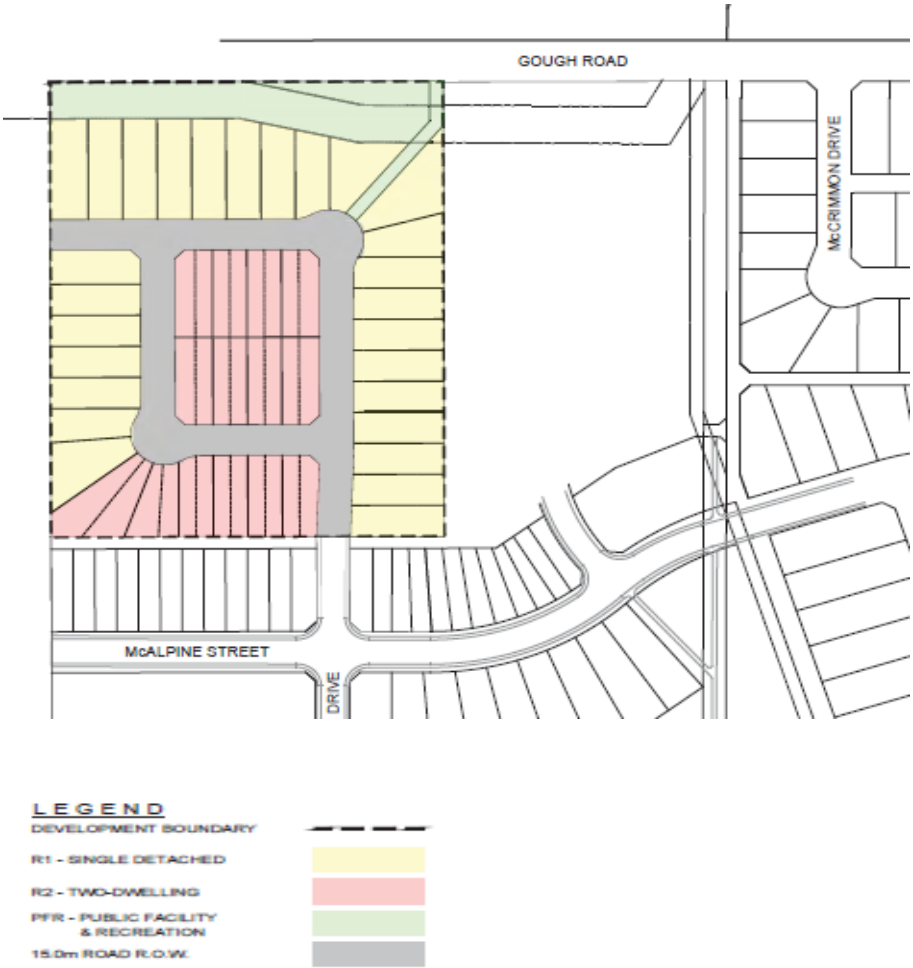 GOUGH ROAD
McCRIMMON DRIVE
McALPINE STREET
DRIVE
LEGEND
DEVELOPMENT BOUNDARY
R1 - SINGLE DETACHED
R2 - TWO-DWELLING
PFR - PUBLIC FACILITY
& RECREATION
15.0m ROAD R.O.W.